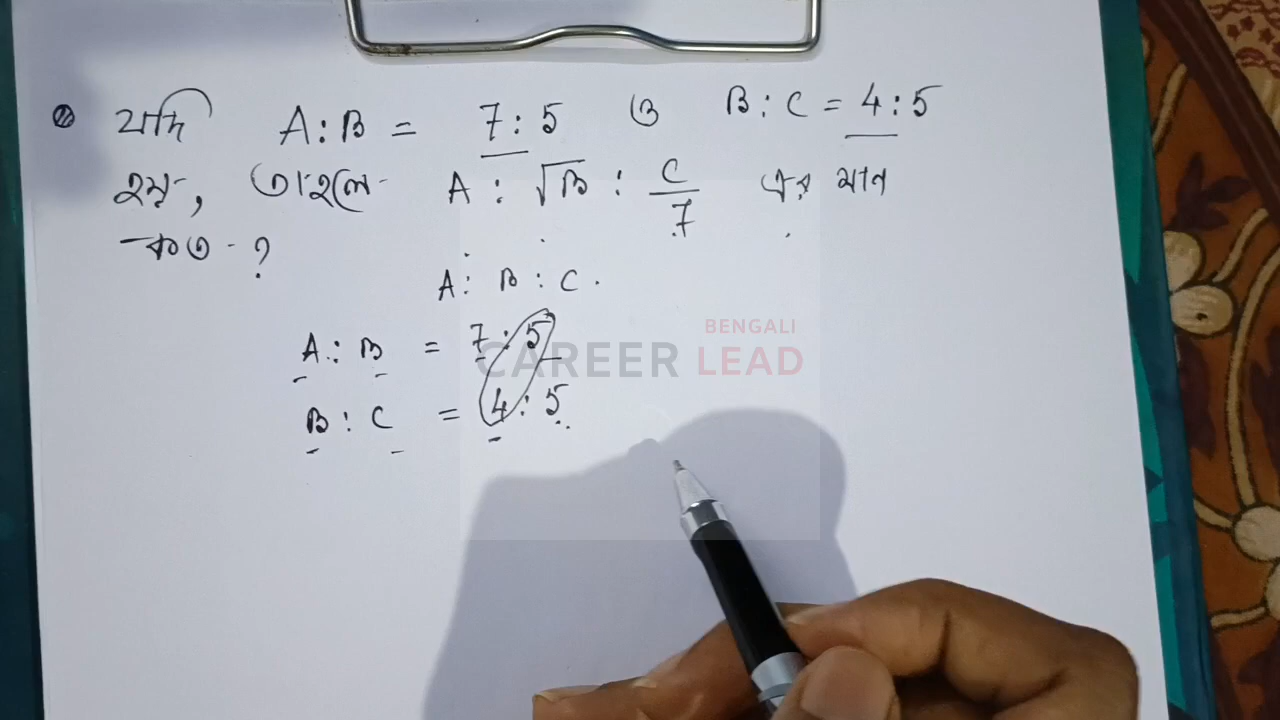 যদি A : B = 7 : 5 ও B : C = 4 : 5
হয়, তাহলে A : √B : C/7 এর মান
কত ?
A : B : C .
A : B = 7 : 5
B : C = 4 : 5
BENGALI
CAREER LEAD